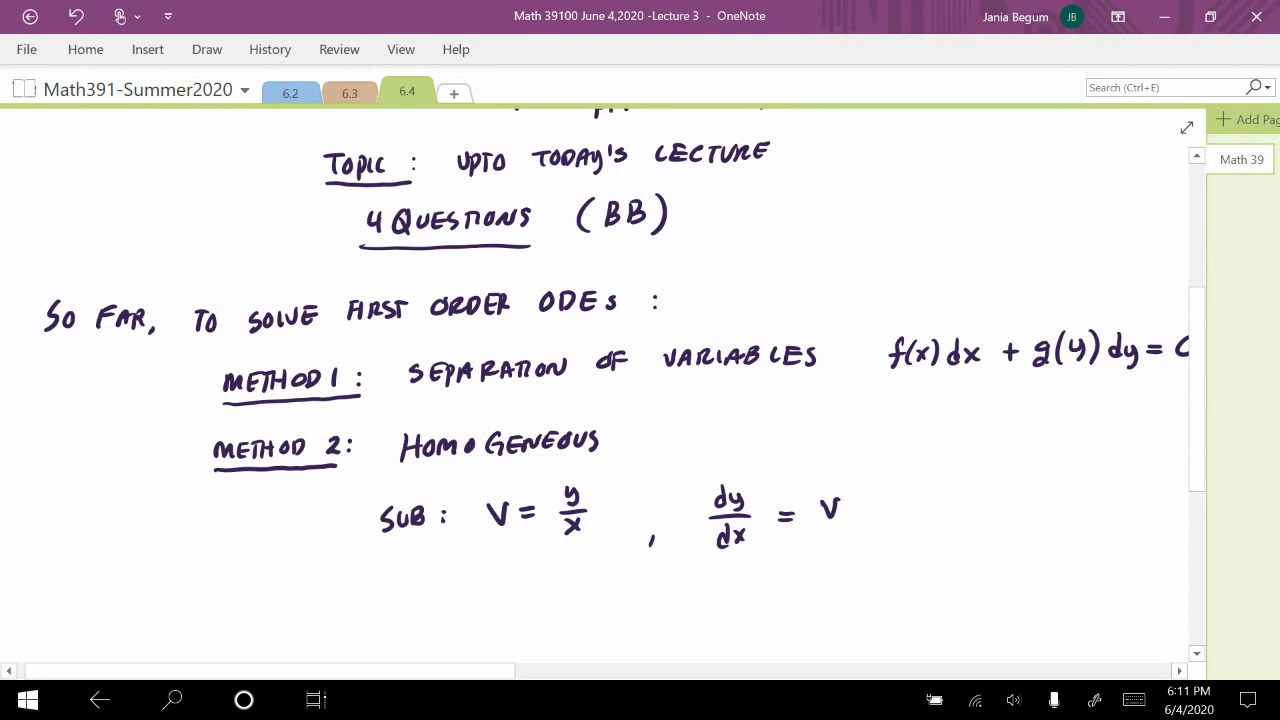 Math 39100 June 4,2020 -Lecture 3 - OneNote
Jania Begum JB
File Home Insert Draw History Review View Help
Math391-Summer2020 6.2 6.3 6.4 +
Search (Ctrl+E)
+ Add Pag
Math 39
TOPIC : UPTO TODAY'S LECTURE
4 QUESTIONS (BB)
SO FAR, TO SOLVE FIRST ORDER ODEs :
METHOD 1 : SEPARATION OF VARIABLES f(x) dx + g(y) dy =
METHOD 2 : HOMOGENEOUS
SUB : V = y/x , dy/dx = V
6:11 PM
6/4/2020